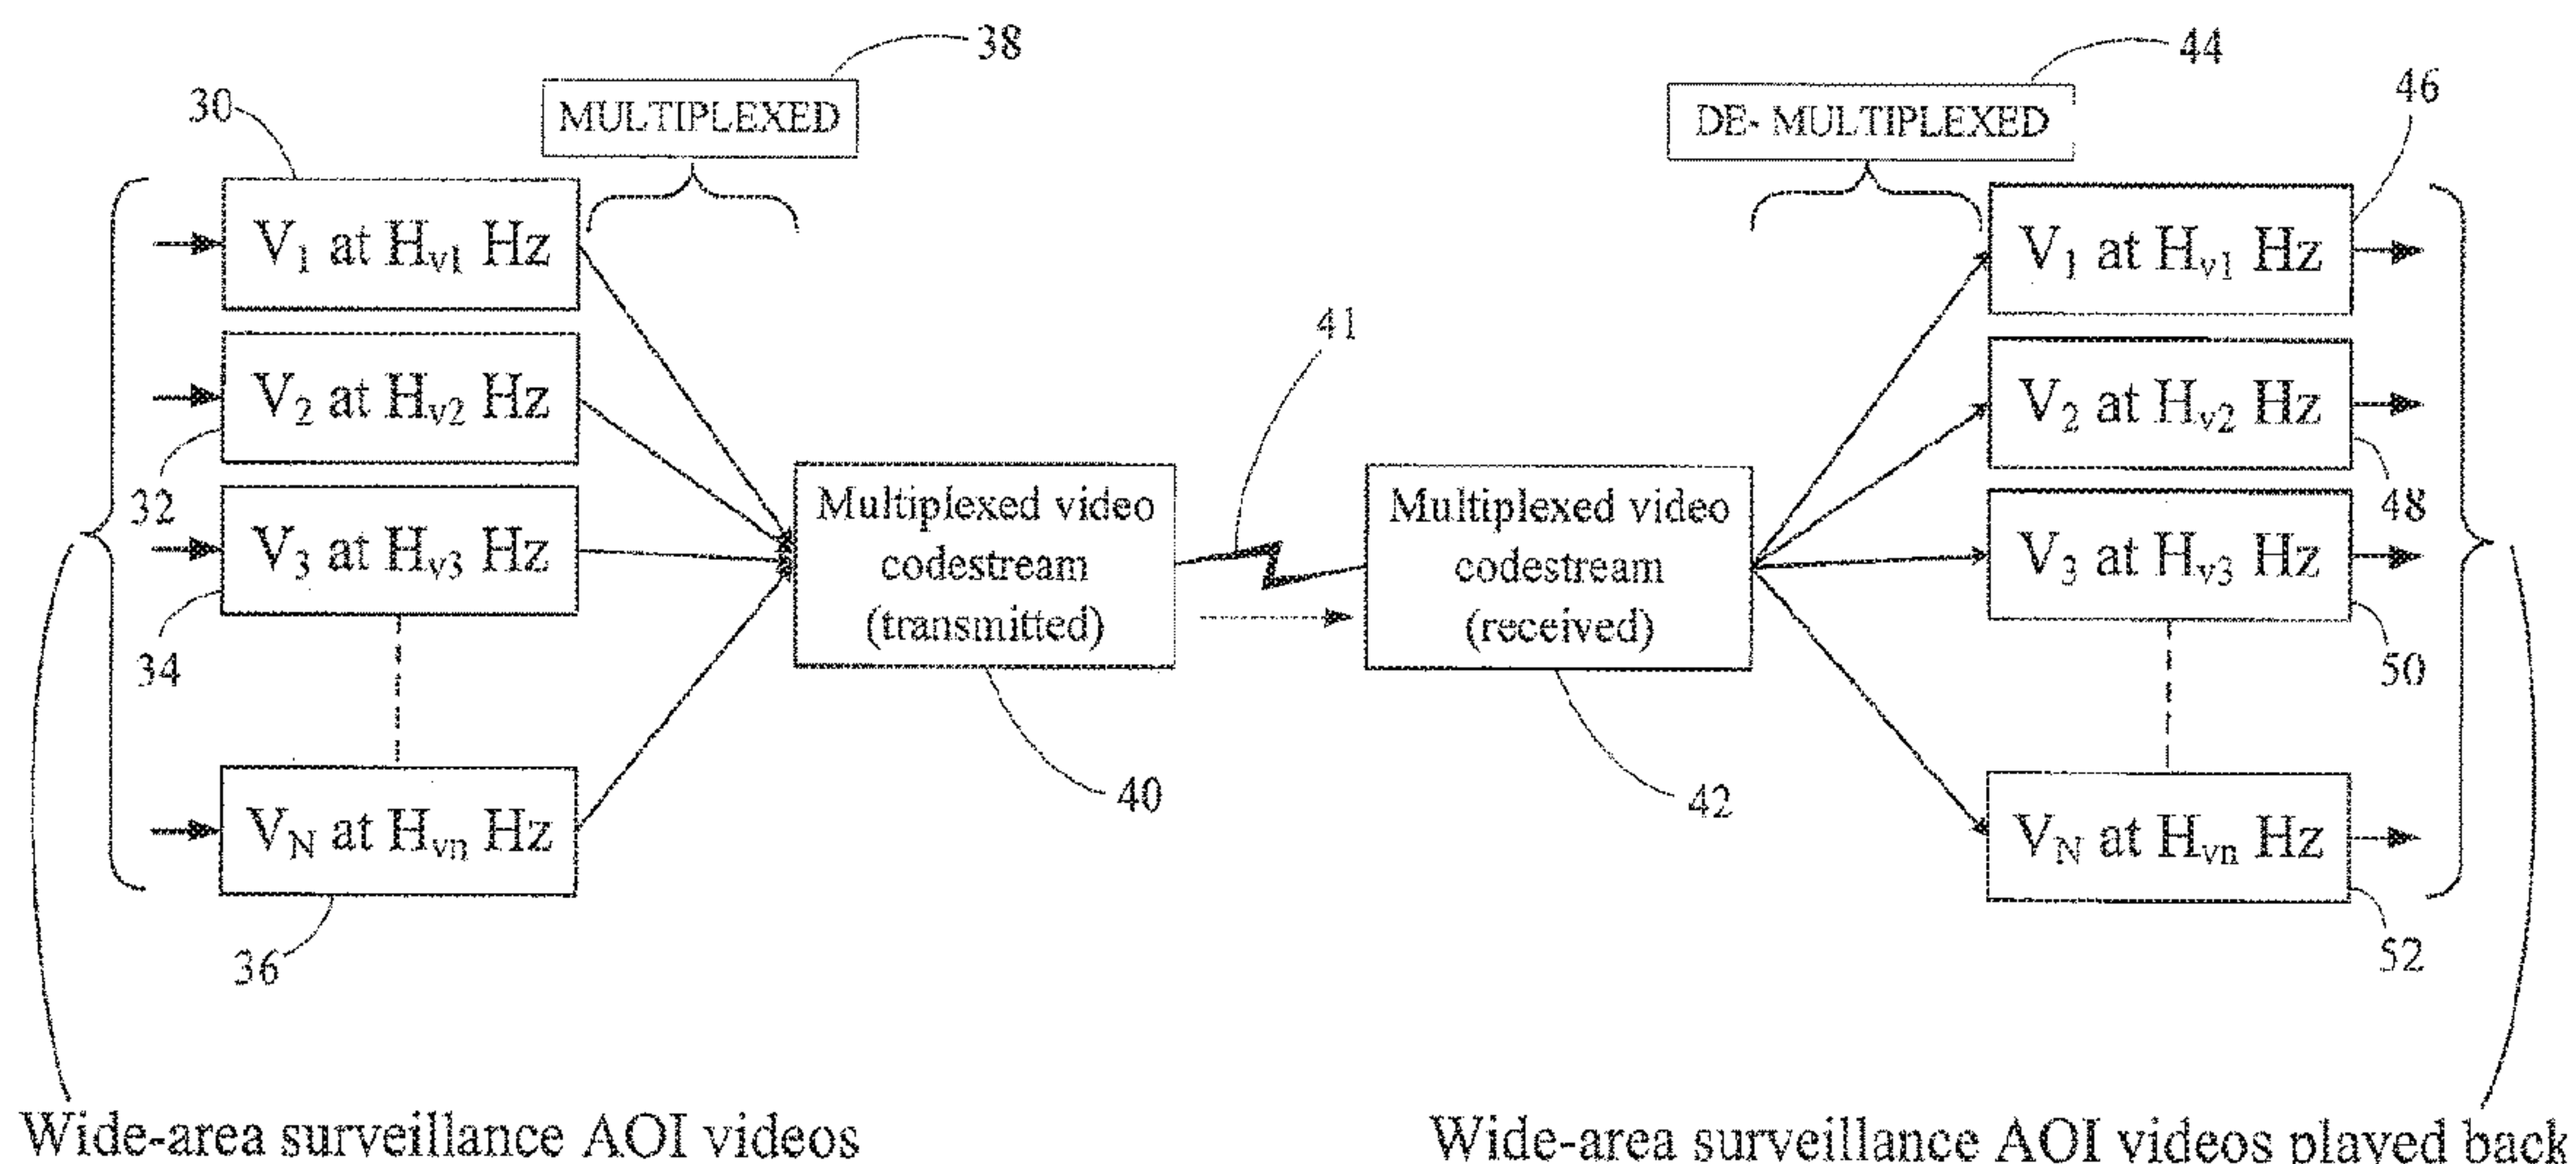 38
44
30
MULTIPLEXED
DE- MULTIPLEXED
46
V₁ at Hᵥ₁ Hz
V₁ at Hᵥ₁ Hz
V₂ at Hᵥ₂ Hz
V₂ at Hᵥ₂ Hz
41
32
48
V₃ at Hᵥ₃ Hz
V₃ at Hᵥ₃ Hz
Multiplexed video
codestream
(transmitted)
Multiplexed video
codestream
(received)
34
50
40
42
V_N at Hᵥₙ Hz
V_N at Hᵥₙ Hz
36
52
Wide-area surveillance AOI videos
Wide-area surveillance AOI videos played back